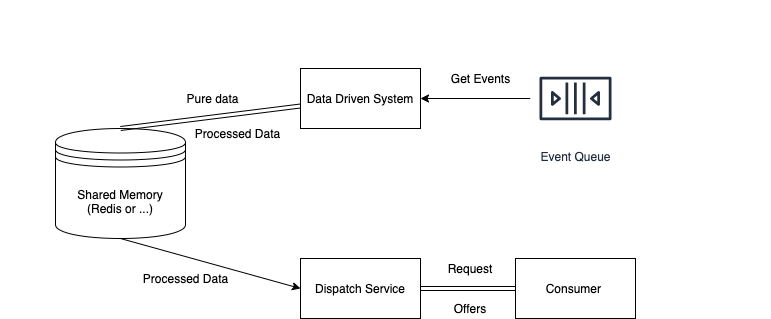 Get Events
Pure data
Data Driven System
Processed Data
Event Queue
Shared Memory
(Redis or ...)
Processed Data
Request
Dispatch Service
Consumer
Offers